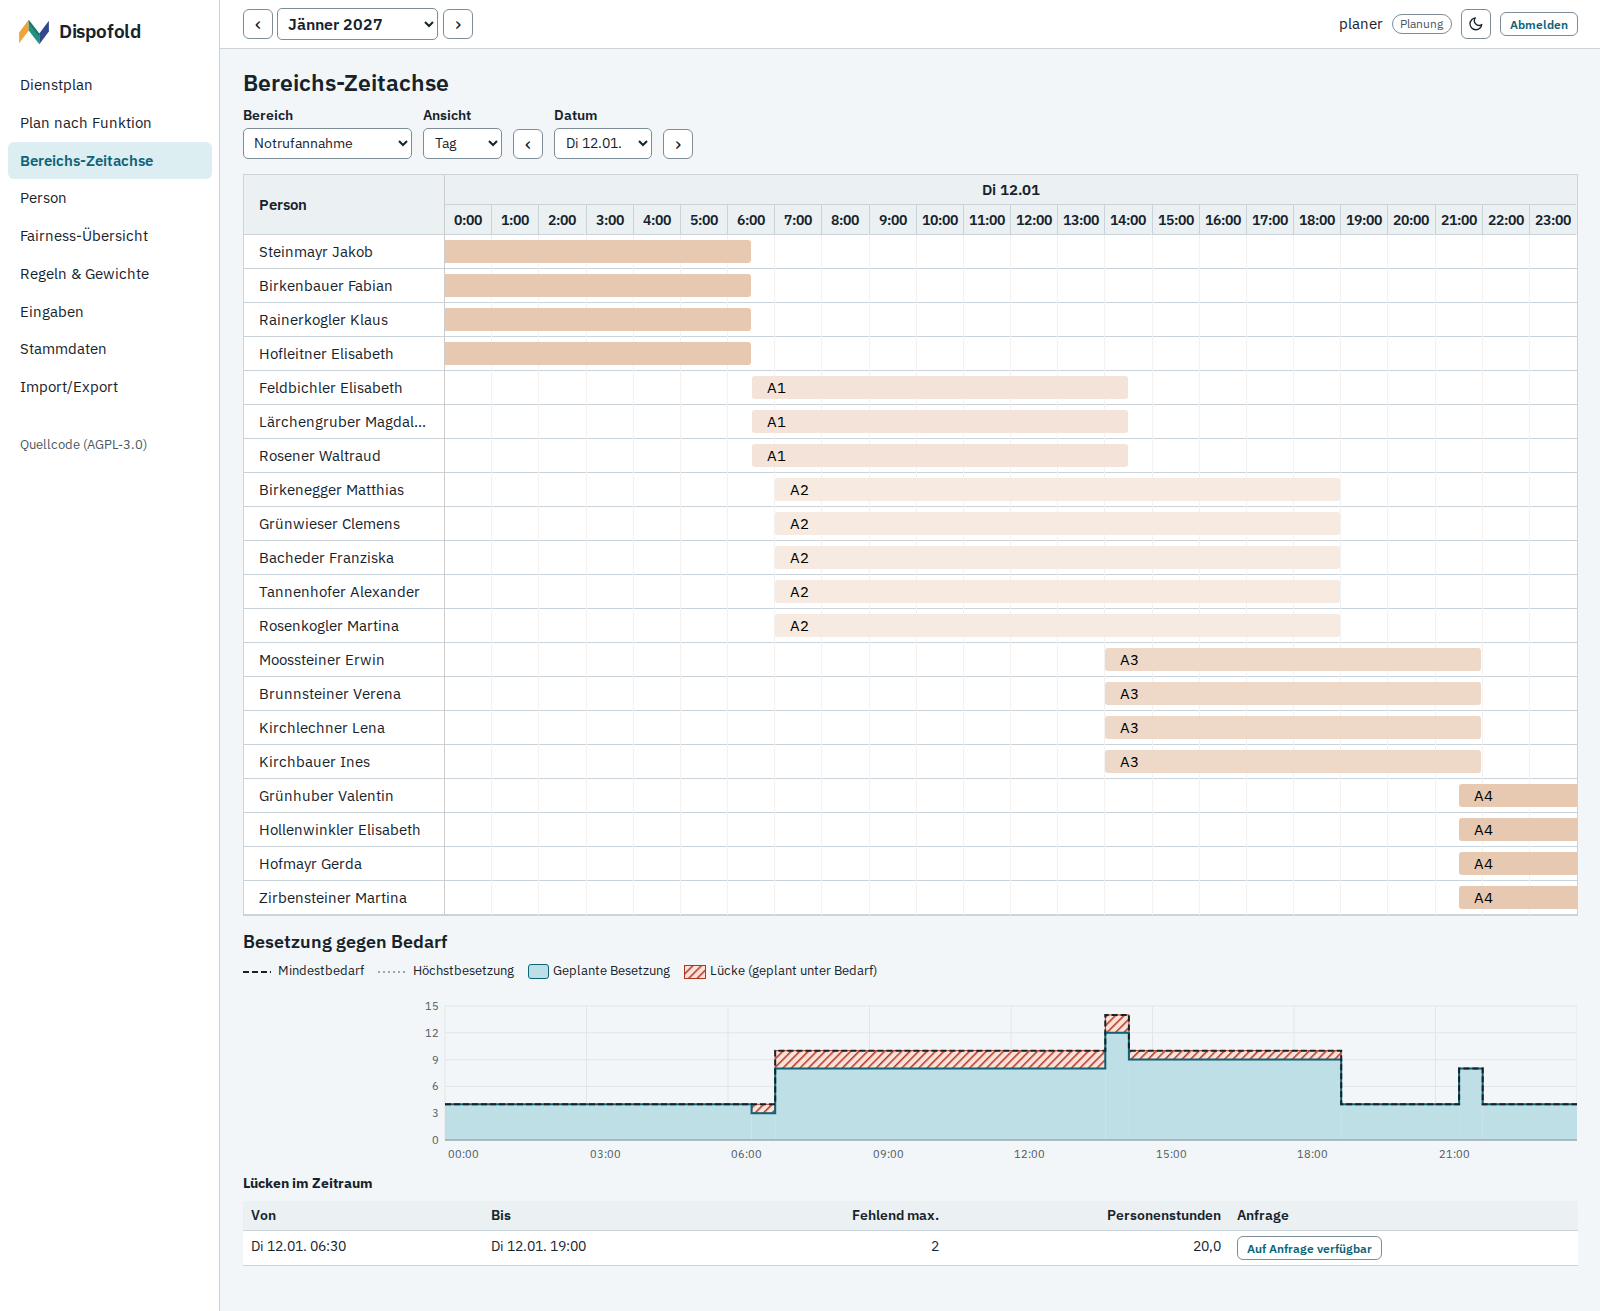 Dispofold
‹ Jänner 2027 ›
planer Planung Abmelden
Dienstplan
Plan nach Funktion
Bereichs-Zeitachse
Person
Fairness-Übersicht
Regeln & Gewichte
Eingaben
Stammdaten
Import/Export
Quellcode (AGPL-3.0)
Bereichs-Zeitachse
Bereich Ansicht Datum
Notrufannahme Tag ‹ Di 12.01. ›
Person Di 12.01
0:00 1:00 2:00 3:00 4:00 5:00 6:00 7:00 8:00 9:00 10:00 11:00 12:00 13:00 14:00 15:00 16:00 17:00 18:00 19:00 20:00 21:00 22:00 23:00
Steinmayr Jakob
Birkenbauer Fabian
Rainerkogler Klaus
Hofleitner Elisabeth
Feldbichler Elisabeth A1
Lärchengruber Magdal... A1
Rosener Waltraud A1
Birkenegger Matthias A2
Grünwieser Clemens A2
Bacheder Franziska A2
Tannenhofer Alexander A2
Rosenkogler Martina A2
Moossteiner Erwin A3
Brunnsteiner Verena A3
Kirchlechner Lena A3
Kirchbauer Ines A3
Grünhuber Valentin A4
Hollenwinkler Elisabeth A4
Hofmayr Gerda A4
Zirbensteiner Martina A4
Besetzung gegen Bedarf
Mindestbedarf Höchstbesetzung Geplante Besetzung Lücke (geplant unter Bedarf)
15
12
9
6
3
0
00:00 03:00 06:00 09:00 12:00 15:00 18:00 21:00
Lücken im Zeitraum
Von Bis Fehlend max. Personenstunden Anfrage
Di 12.01. 06:30 Di 12.01. 19:00 2 20,0 Auf Anfrage verfügbar